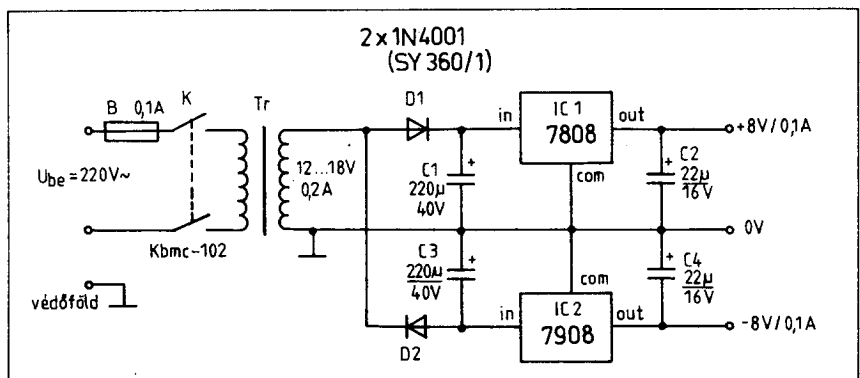 2x1N4001
(SY 360/1)
B 0,1A
K
Tr
D1
in
IC 1
7808
out
+8V/0,1A
com
Ube = 220V~
12...18V
0,2A
C1
220µ
40V
+
C2
22µ
16V
+
0V
Kbmc-102
C3
220µ
40V
+
C4
22µ
16V
+
com
védőföld
D2
in
IC2
7908
out
-8V/0,1A